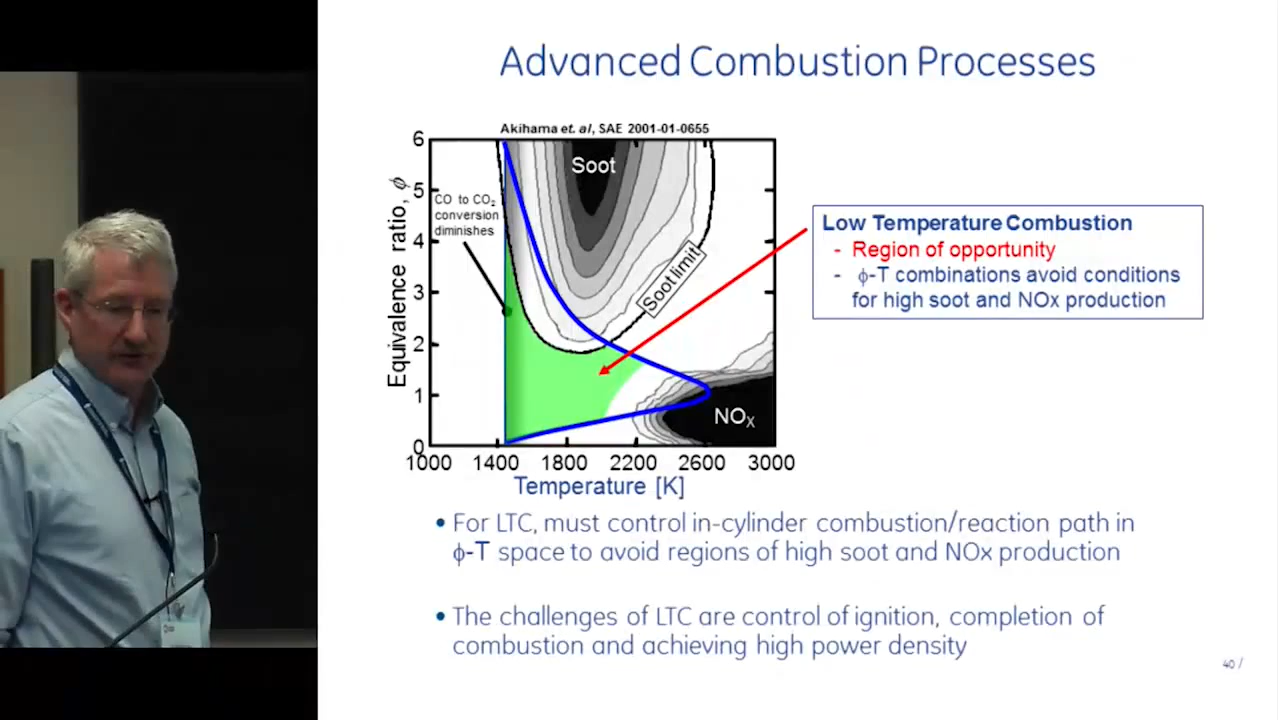 Advanced Combustion Processes
Akihama et. al, SAE 2001-01-0655
6
5
4
3
2
1
0
Equivalence ratio, ϕ
CO to CO₂
conversion
diminishes
Soot
Soot limit
NOₓ
1000 1400 1800 2200 2600 3000
Temperature [K]
Low Temperature Combustion
- Region of opportunity
- ϕ-T combinations avoid conditions
for high soot and NOx production
• For LTC, must control in-cylinder combustion/reaction path in
ϕ-T space to avoid regions of high soot and NOx production
• The challenges of LTC are control of ignition, completion of
combustion and achieving high power density
40 /